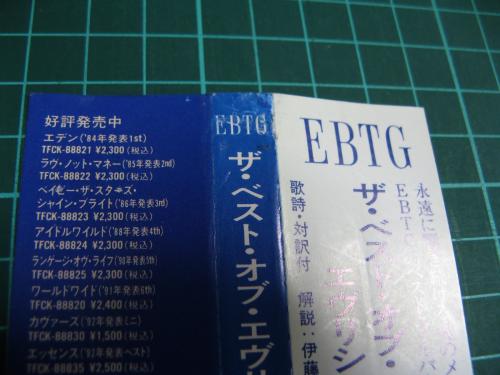 好評発売中
エデン('84年発表1st)
TFCK-88821 ¥2,300(税込)
ラヴ・ノット・マネー('85年発表2nd)
TFCK-88822 ¥2,300(税込)
ベイビー・ザ・スターズ・
シャイン・ブライト('86年発表3rd)
TFCK-88823 ¥2,300(税込)
アイドルワイルド('88年発表4th)
TFCK-88824 ¥2,300(税込)
ランゲージ・オヴ・ライフ('90年発表5th)
TFCK-88825 ¥2,300(税込)
ワールドワイド('91年発表6th)
TFCK-88820 ¥2,400(税込)
カヴァース('92年発表ミニ)
TFCK-88830 ¥1,500(税込)
エッセンス('92年発表ベスト)
TFCK-88835 ¥2,500(税込)
EBTG
ザ・ベスト・オブ・エヴリ
EBTG
永遠に
EBTG
ザ・ベスト・オブ・
エヴリシ
歌詩・対訳付 解説：伊藤